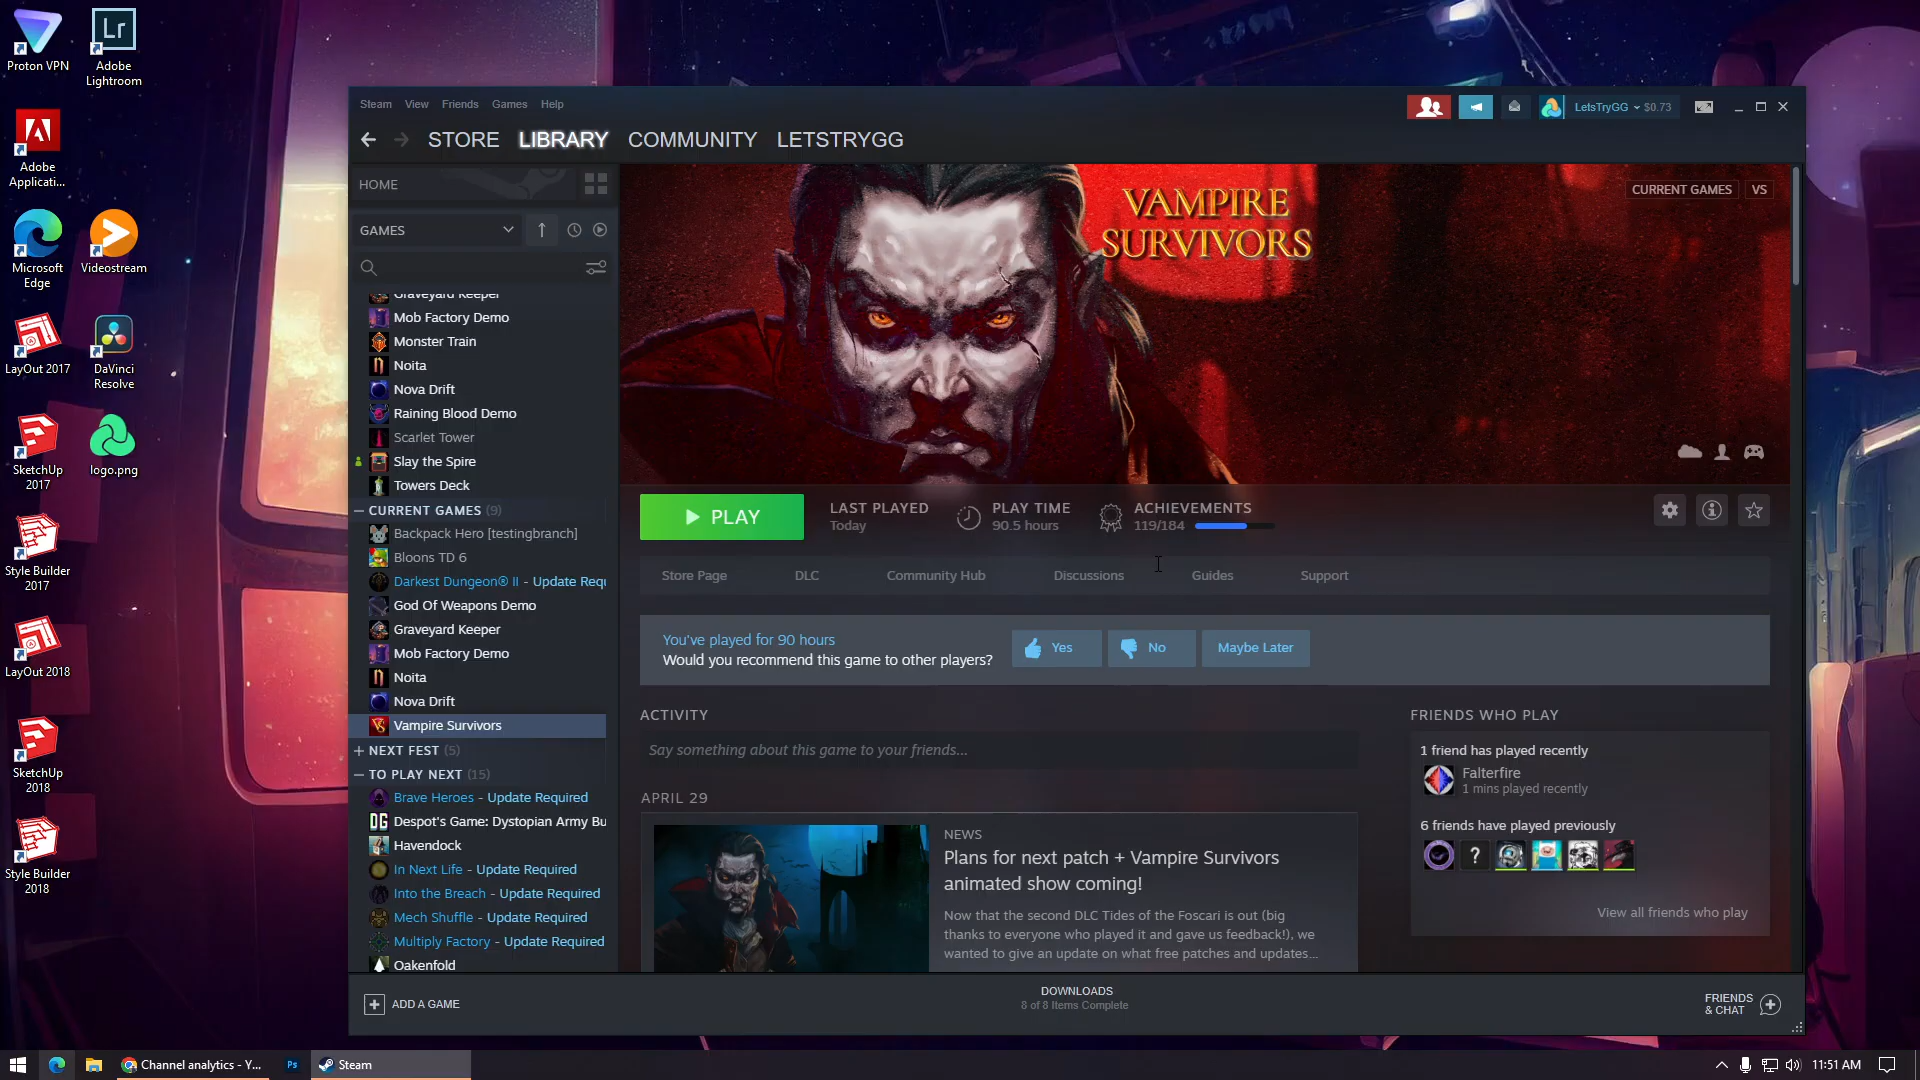 Proton VPN
Adobe
Lightroom
Adobe
Applicati...
Microsoft
Edge
Videostream
LayOut 2017
DaVinci
Resolve
SketchUp
2017
logo.png
Style Builder
2017
LayOut 2018
SketchUp
2018
Style Builder
2018
Steam View Friends Games Help
LetsTryGG $0.73
STORE LIBRARY COMMUNITY LETSTRYGG
HOME
GAMES
Graveyard Keeper
Mob Factory Demo
Monster Train
Noita
Nova Drift
Raining Blood Demo
Scarlet Tower
Slay the Spire
Towers Deck
CURRENT GAMES (9)
Backpack Hero [testingbranch]
Bloons TD 6
Darkest Dungeon® II - Update Requ
God Of Weapons Demo
Graveyard Keeper
Mob Factory Demo
Noita
Nova Drift
Vampire Survivors
NEXT FEST (5)
TO PLAY NEXT (15)
Brave Heroes - Update Required
Despot's Game: Dystopian Army Bu
Havendock
In Next Life - Update Required
Into the Breach - Update Required
Mech Shuffle - Update Required
Multiply Factory - Update Required
Oakenfold
VAMPIRE
SURVIVORS
CURRENT GAMES VS
PLAY
LAST PLAYED
Today
PLAY TIME
90.5 hours
ACHIEVEMENTS
119/184
Store Page DLC Community Hub Discussions Guides Support
You've played for 90 hours
Would you recommend this game to other players?
Yes No Maybe Later
ACTIVITY
Say something about this game to your friends...
APRIL 29
NEWS
Plans for next patch + Vampire Survivors
animated show coming!
Now that the second DLC Tides of the Foscari is out (big
thanks to everyone who played it and gave us feedback!), we
wanted to give an update on what free patches and updates...
FRIENDS WHO PLAY
1 friend has played recently
Falterfire
1 mins played recently
6 friends have played previously
?
View all friends who play
ADD A GAME
DOWNLOADS
8 of 8 Items Complete
FRIENDS
& CHAT
Channel analytics - Y...
Ps
Steam
11:51 AM